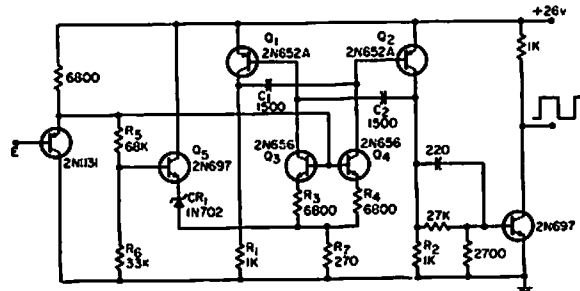 +26v
Q1
2N652A
Q2
2N652A
1K
6800
C1
1500
C2
1500
R5
68K
Q5
2N697
2N656
Q3
2N656
Q4
220
E
2N1131
CR1
1N702
R3
6800
R4
6800
27K
2N697
R6
33K
R1
1K
R7
270
R2
1K
2700